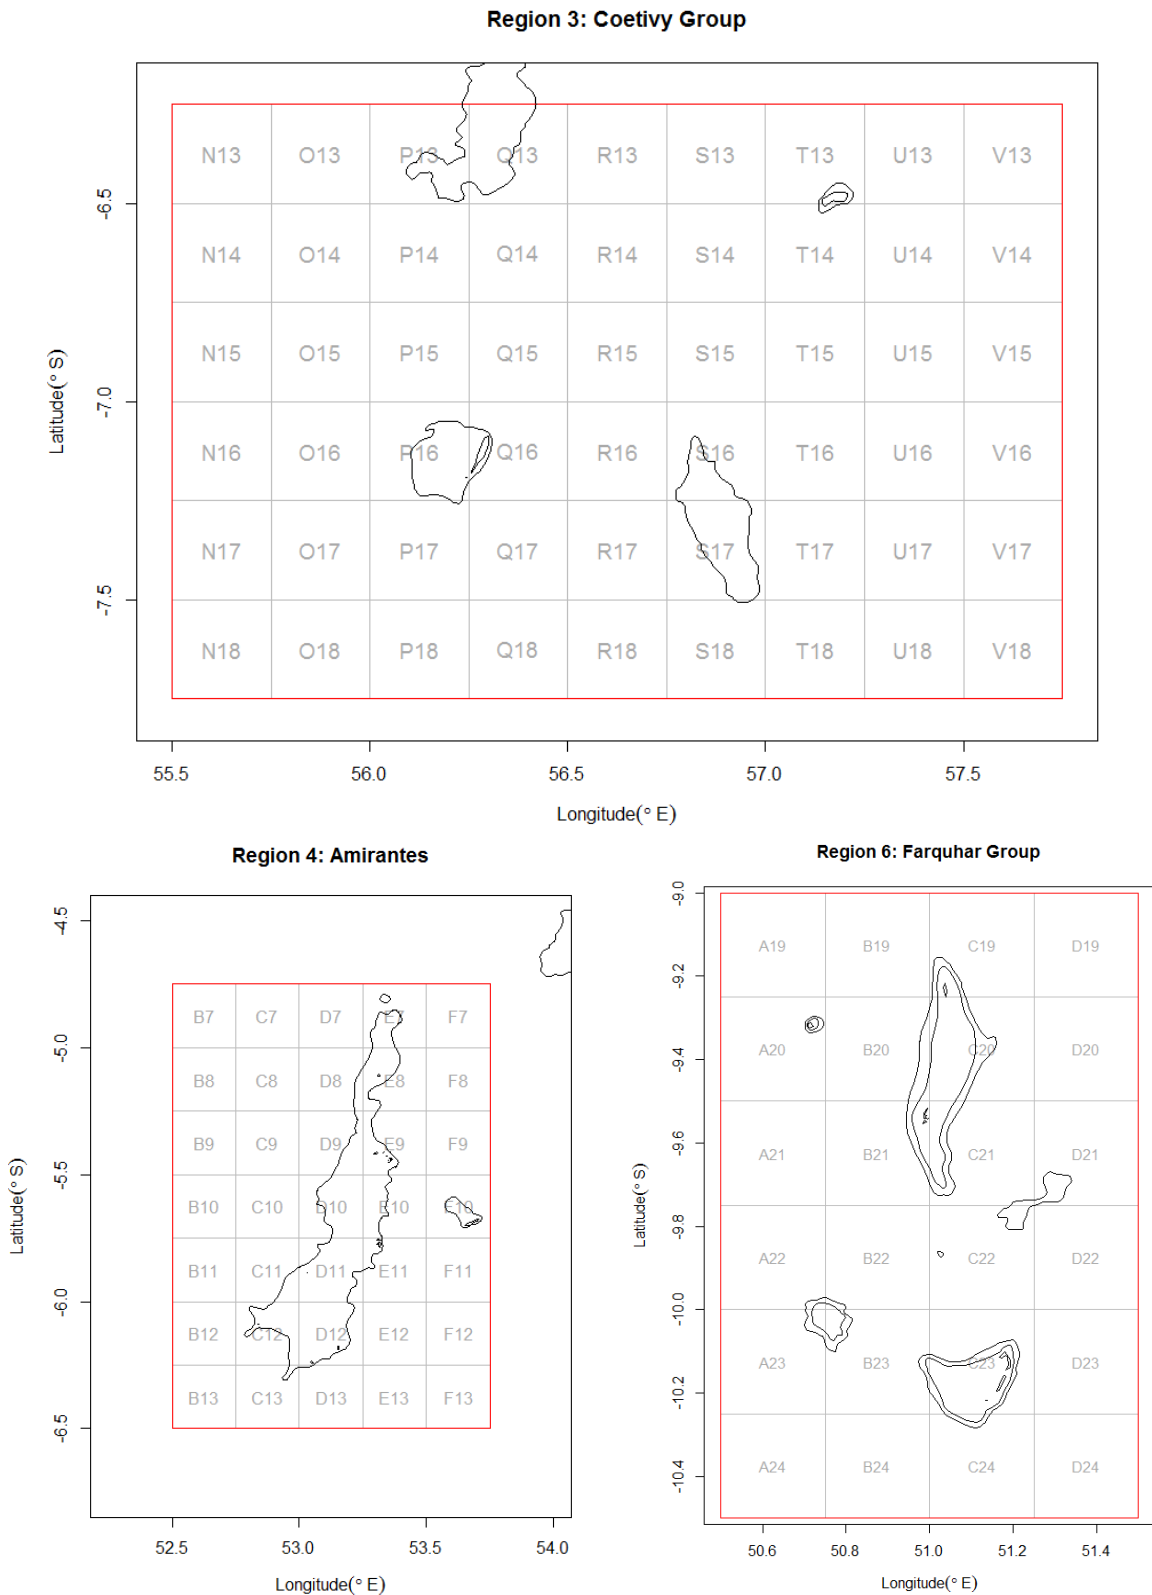 Region 3: Coetivy Group
N13 O13 P13 Q13 R13 S13 T13 U13 V13
-6.5
N14 O14 P14 Q14 R14 S14 T14 U14 V14
N15 O15 P15 Q15 R15 S15 T15 U15 V15
Latitude(° S)
-7.0
N16 O16 P16 Q16 R16 S16 T16 U16 V16
N17 O17 P17 Q17 R17 S17 T17 U17 V17
-7.5
N18 O18 P18 Q18 R18 S18 T18 U18 V18
55.5 56.0 56.5 57.0 57.5
Longitude(° E)
Region 4: Amirantes
-4.5
B7 C7 D7 E7 F7
-5.0
B8 C8 D8 E8 F8
B9 C9 D9 E9 F9
-5.5
Latitude(° S)
B10 C10 D10 E10 F10
B11 C11 D11 E11 F11
-6.0
B12 C12 D12 E12 F12
B13 C13 D13 E13 F13
-6.5
52.5 53.0 53.5 54.0
Longitude(° E)
Region 6: Farquhar Group
-9.0
A19 B19 C19 D19
-9.2
A20 B20 C20 D20
-9.4
-9.6
A21 B21 C21 D21
Latitude(° S)
-9.8
A22 B22 C22 D22
-10.0
A23 B23 C23 D23
-10.2
A24 B24 C24 D24
-10.4
50.6 50.8 51.0 51.2 51.4
Longitude(° E)